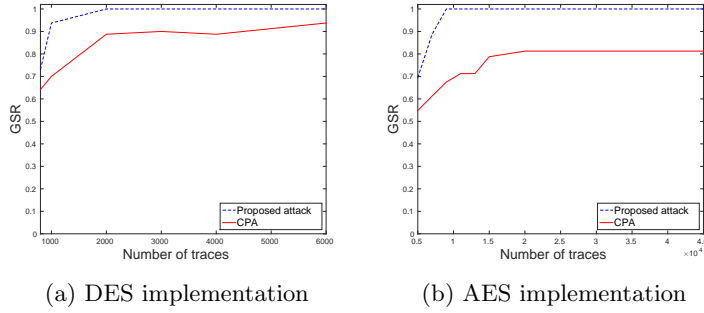 1
0.9
0.8
0.7
0.6
0.5
0.4
0.3
0.2
0.1
0
GSR
1000 2000 3000 4000 5000 6000
Number of traces
Proposed attack
CPA
(a) DES implementation
1
0.9
0.8
0.7
0.6
0.5
0.4
0.3
0.2
0.1
0
GSR
0.5 1 1.5 2 2.5 3 3.5 4 4.5
×10⁴
Number of traces
Proposed attack
CPA
(b) AES implementation